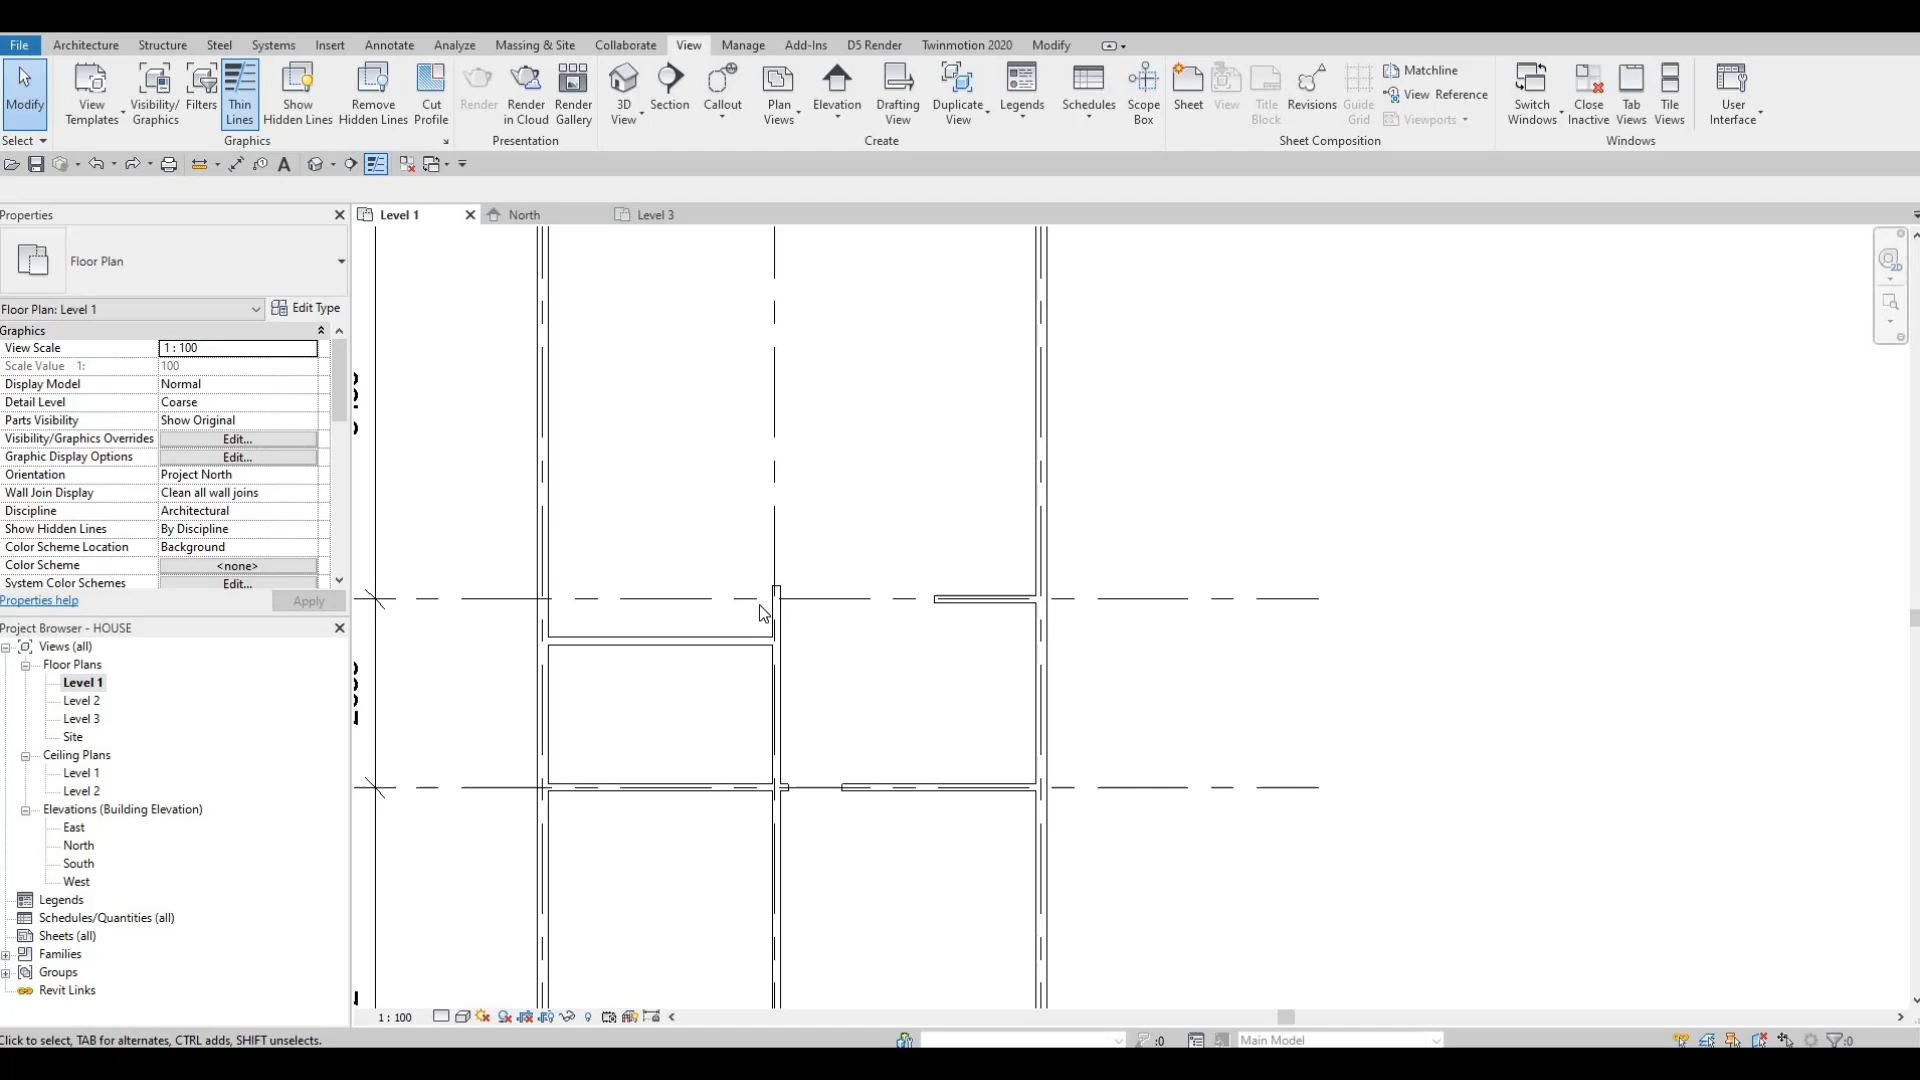 File Architecture Structure Steel Systems Insert Annotate Analyze Massing & Site Collaborate View Manage Add-Ins D5 Render Twinmotion 2020 Modify
Modify
View Templates
Visibility/ Graphics
Filters
Thin Lines
Show Hidden Lines
Remove Hidden Lines
Cut Profile
Render
Render in Cloud
Render Gallery
3D View
Section
Callout
Plan Views
Elevation
Drafting View
Duplicate View
Legends
Schedules
Scope Box
Sheet
View
Title Block
Revisions
Guide Grid
Matchline
View Reference
Viewports
Switch Windows
Close Inactive
Tab Views
Tile Views
User Interface
Select Graphics Presentation Create Sheet Composition Windows
Properties
Level 1 North Level 3
Floor Plan
Floor Plan: Level 1 Edit Type
Graphics
View Scale 1 : 100
Scale Value 1: 100
Display Model Normal
Detail Level Coarse
Parts Visibility Show Original
Visibility/Graphics Overrides Edit...
Graphic Display Options Edit...
Orientation Project North
Wall Join Display Clean all wall joins
Discipline Architectural
Show Hidden Lines By Discipline
Color Scheme Location Background
Color Scheme <none>
System Color Schemes Edit...
Properties help Apply
Project Browser - HOUSE
Views (all)
Floor Plans
Level 1
Level 2
Level 3
Site
Ceiling Plans
Level 1
Level 2
Elevations (Building Elevation)
East
North
South
West
Legends
Schedules/Quantities (all)
Sheets (all)
Families
Groups
Revit Links
2D
1 : 100
Click to select, TAB for alternates, CTRL adds, SHIFT unselects. :0 Main Model :0